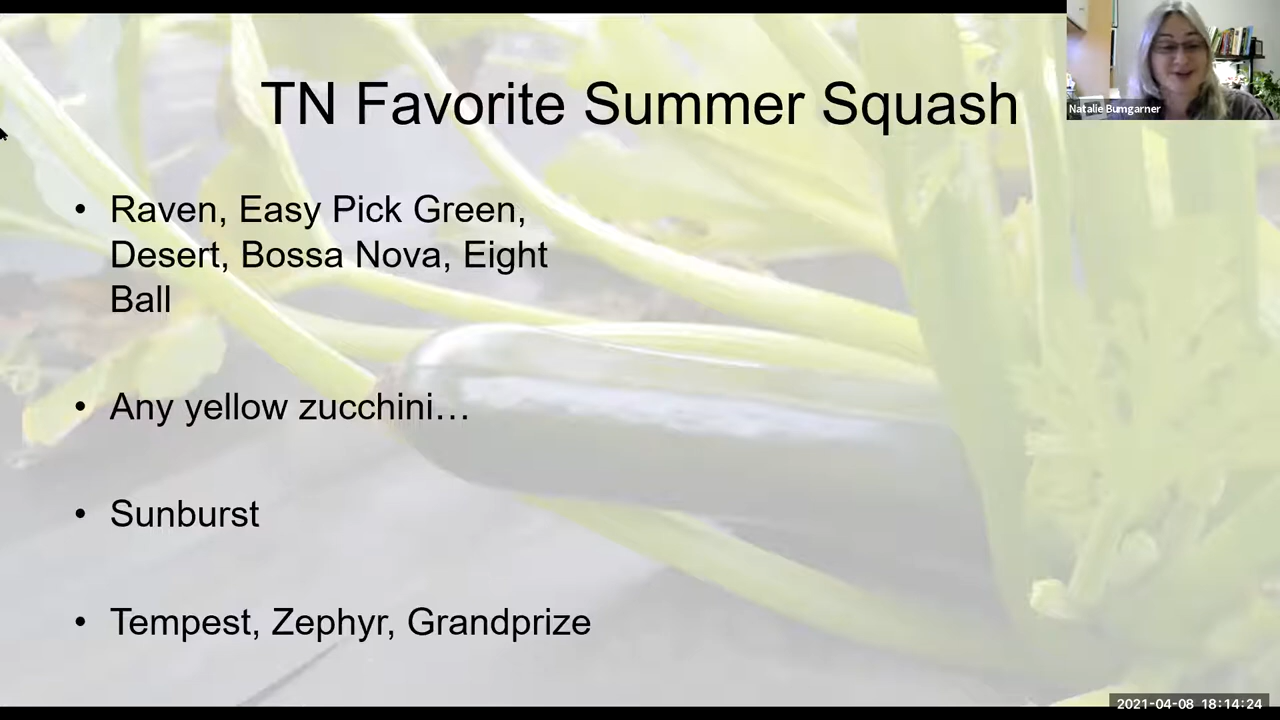 TN Favorite Summer Squash
Natalie Bumgarner
• Raven, Easy Pick Green,
Desert, Bossa Nova, Eight
Ball
• Any yellow zucchini…
• Sunburst
• Tempest, Zephyr, Grandprize
2021-04-08 18:14:24